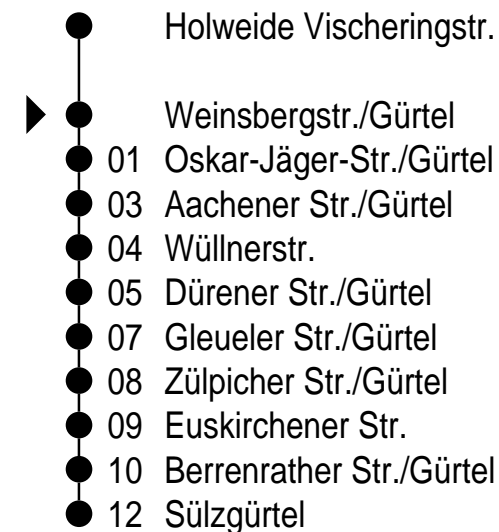 Holweide Vischeringstr.
Weinsbergstr./Gürtel
01 Oskar-Jäger-Str./Gürtel
03 Aachener Str./Gürtel
04 Wüllnerstr.
05 Dürener Str./Gürtel
07 Gleueler Str./Gürtel
08 Zülpicher Str./Gürtel
09 Euskirchener Str.
10 Berrenrather Str./Gürtel
12 Sülzgürtel